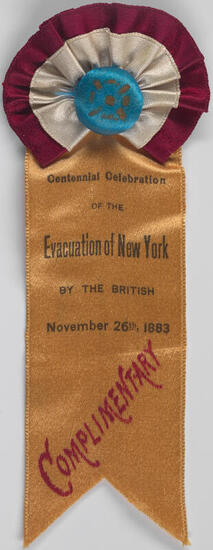 Centennial Celebration
OF THE
Evacuation of New York
BY THE BRITISH
November 26th, 1883
COMPLIMENTARY